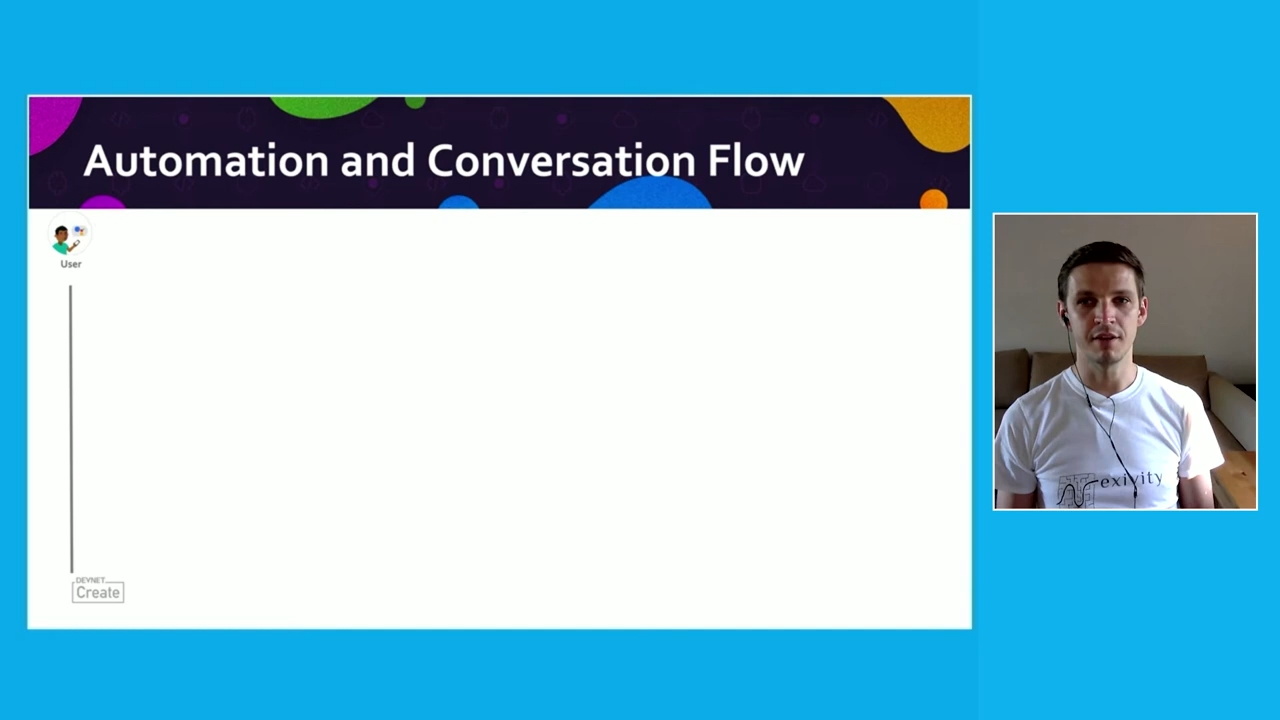 Automation and Conversation Flow
User
DEVNET
Create
exivity